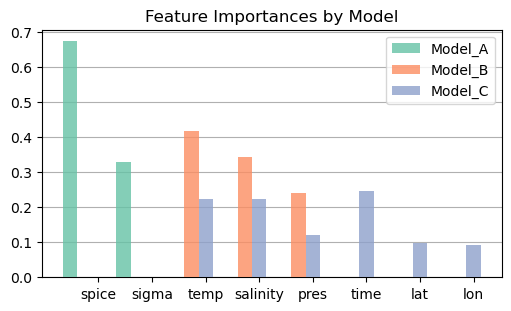 Feature Importances by Model
0.7
0.6
0.5
0.4
0.3
0.2
0.1
0.0
Model_A
Model_B
Model_C
spice sigma temp salinity pres time lat lon